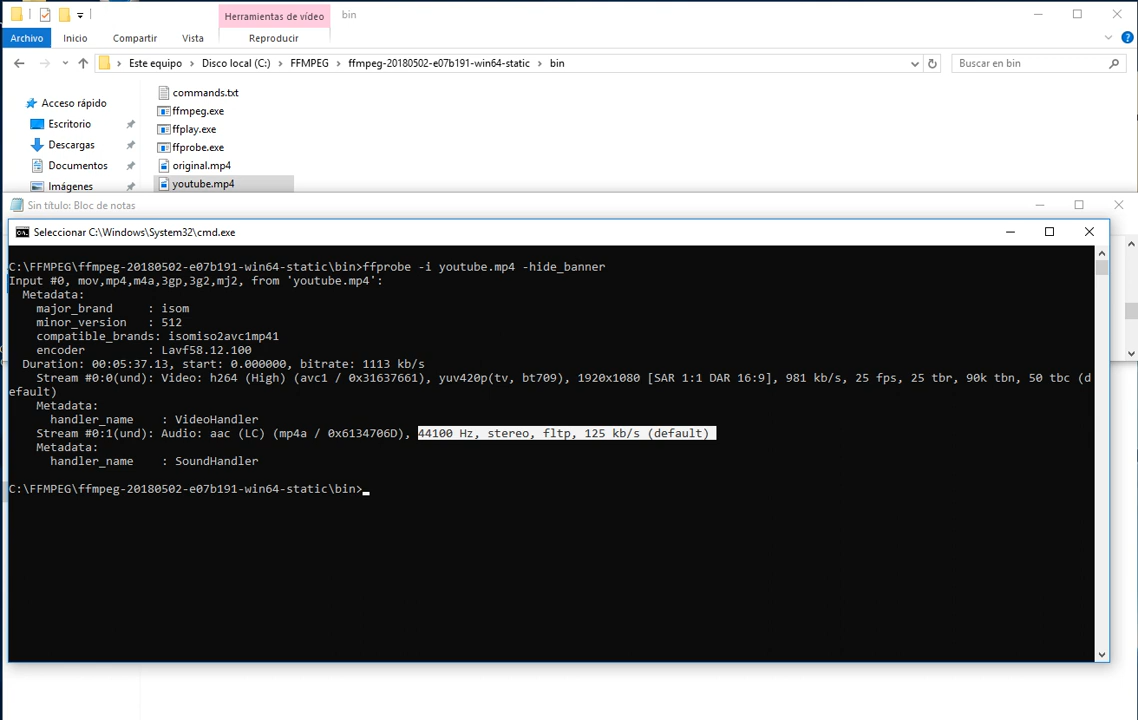 Herramientas de vídeo
bin
Archivo
Inicio
Compartir
Vista
Reproducir
Este equipo > Disco local (C:) > FFMPEG > ffmpeg-20180502-e07b191-win64-static > bin
Buscar en bin
Acceso rápido
Escritorio
Descargas
Documentos
Imágenes
commands.txt
ffmpeg.exe
ffplay.exe
ffprobe.exe
original.mp4
youtube.mp4
Sin título: Bloc de notas
Seleccionar C:\Windows\System32\cmd.exe
C:\FFMPEG\ffmpeg-20180502-e07b191-win64-static\bin>ffprobe -i youtube.mp4 -hide_banner
Input #0, mov,mp4,m4a,3gp,3g2,mj2, from 'youtube.mp4':
Metadata:
major_brand     : isom
minor_version   : 512
compatible_brands: isomiso2avc1mp41
encoder         : Lavf58.12.100
Duration: 00:05:37.13, start: 0.000000, bitrate: 1113 kb/s
Stream #0:0(und): Video: h264 (High) (avc1 / 0x31637661), yuv420p(tv, bt709), 1920x1080 [SAR 1:1 DAR 16:9], 981 kb/s, 25 fps, 25 tbr, 90k tbn, 50 tbc (d
efault)
Metadata:
handler_name    : VideoHandler
Stream #0:1(und): Audio: aac (LC) (mp4a / 0x6134706D), 44100 Hz, stereo, fltp, 125 kb/s (default)
Metadata:
handler_name    : SoundHandler
C:\FFMPEG\ffmpeg-20180502-e07b191-win64-static\bin>